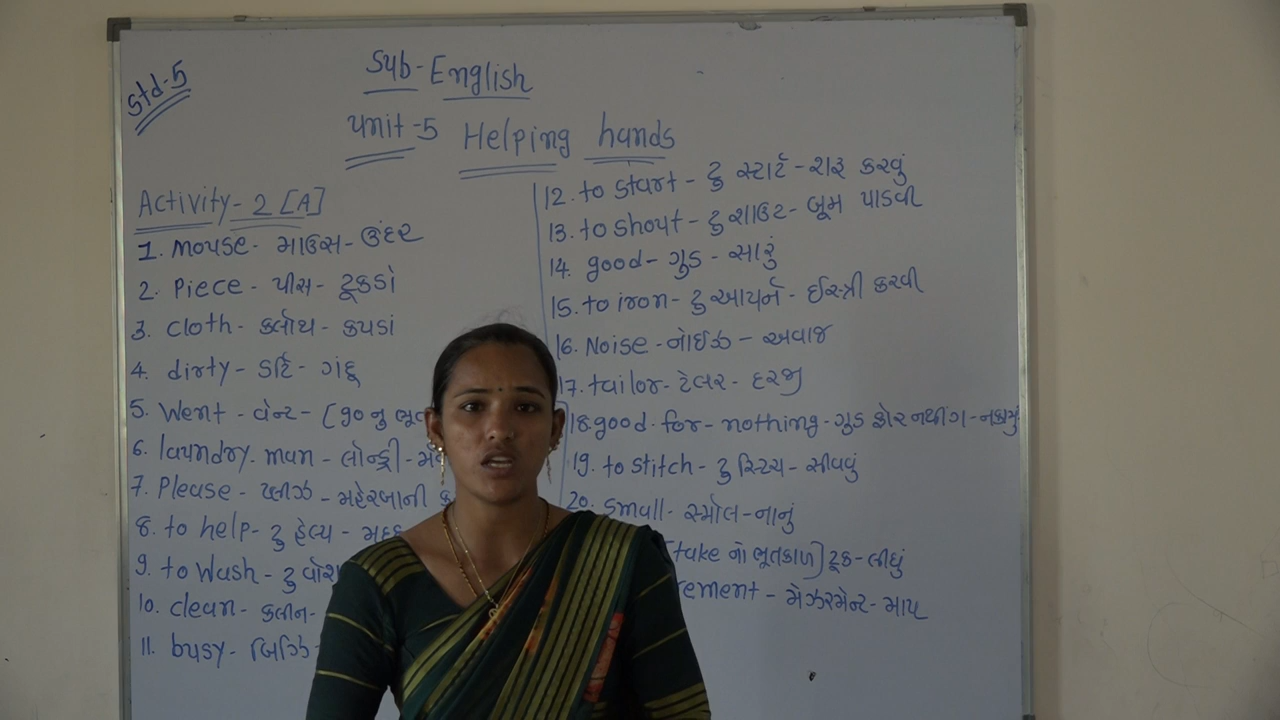 Std-5
Sub-English
Unit-5 Helping hands
Activity-2 [A]
1. mouse- માઉસ- ઉંદર
2. Piece- પીસ- ટૂકડો
3. cloth- ક્લોથ- કપડાં
4. dirty- ડર્ટિ- ગંદુ
5. Went - વેન્ટ- [go નુ
6. laundry. man- લોન્ડ્રી-
7. Please- પ્લીઝ- મહેરબાની
8. to help- ટુ હેલ્પ-
9. to Wash- ટુ વોશ
10. clean- ક્લીન-
11. busy- બિઝિ
12. to start- ટુ સ્ટાર્ટ- શરૂ કરવું
13. to shout- ટુ શાઉટ- બૂમ પાડવી
14. good- ગુડ- સારું
15. to iron- ટુ આયર્ન- ઈસ્ત્રી કરવી
16. Noise- નોઈઝ- અવાજ
17. tailor- ટેલર- દરજી
18. good-for-nothing- ગુડ ફોર નથીંગ- નકામું
19. to stitch- ટુ સ્ટિચ- સીવવું
20. small- સ્મોલ-નાનું
[take નો ભૂતકાળ] ટૂક- લીધું
મેઝરમેન્ટ- માપ